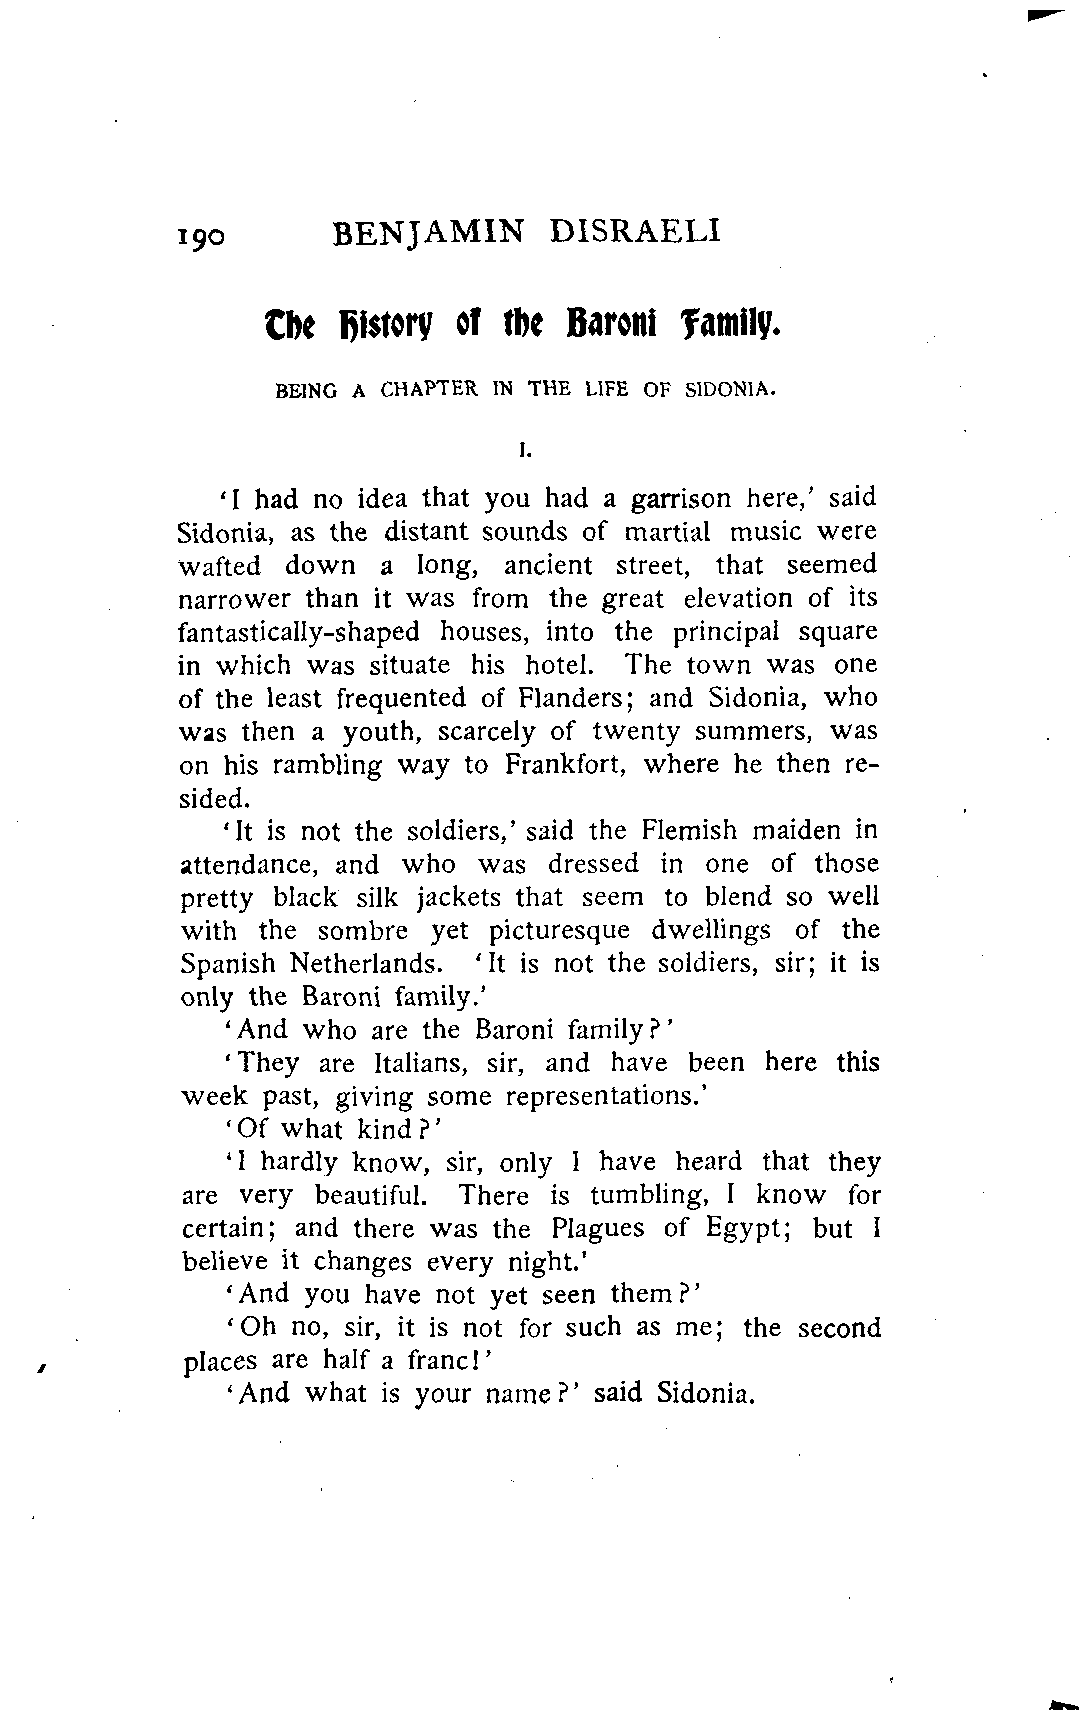 190 BENJAMIN DISRAELI
The History of the Baroni Family.
BEING A CHAPTER IN THE LIFE OF SIDONIA.
I.
‘I had no idea that you had a garrison here,’ said
Sidonia, as the distant sounds of martial music were
wafted down a long, ancient street, that seemed
narrower than it was from the great elevation of its
fantastically-shaped houses, into the principal square
in which was situate his hotel. The town was one
of the least frequented of Flanders; and Sidonia, who
was then a youth, scarcely of twenty summers, was
on his rambling way to Frankfort, where he then re-
sided.
‘It is not the soldiers,’ said the Flemish maiden in
attendance, and who was dressed in one of those
pretty black silk jackets that seem to blend so well
with the sombre yet picturesque dwellings of the
Spanish Netherlands. ‘It is not the soldiers, sir; it is
only the Baroni family.’
‘And who are the Baroni family?’
‘They are Italians, sir, and have been here this
week past, giving some representations.’
‘Of what kind?’
‘I hardly know, sir, only I have heard that they
are very beautiful. There is tumbling, I know for
certain; and there was the Plagues of Egypt; but I
believe it changes every night.’
‘And you have not yet seen them?’
‘Oh no, sir, it is not for such as me; the second
places are half a franc!’
‘And what is your name?’ said Sidonia.